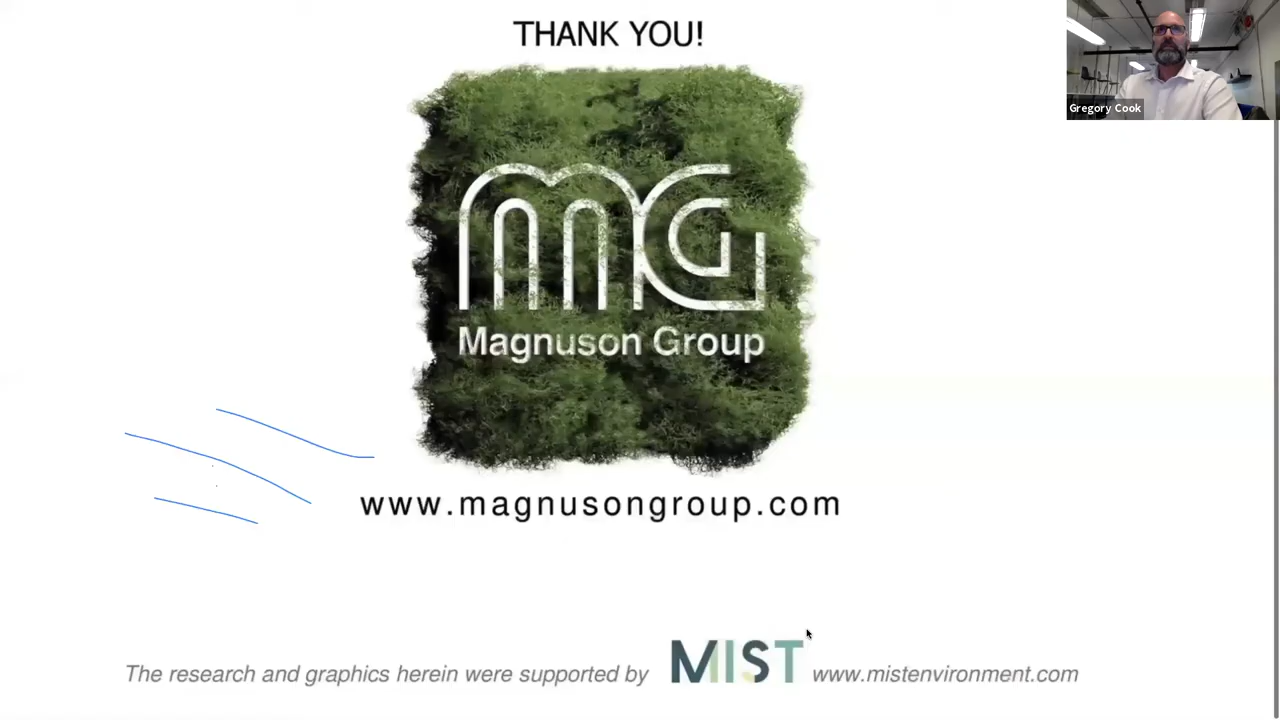 THANK YOU!
Gregory Cook
MG
Magnuson Group
www.magnusongroup.com
The research and graphics herein were supported by MIST www.mistenvironment.com